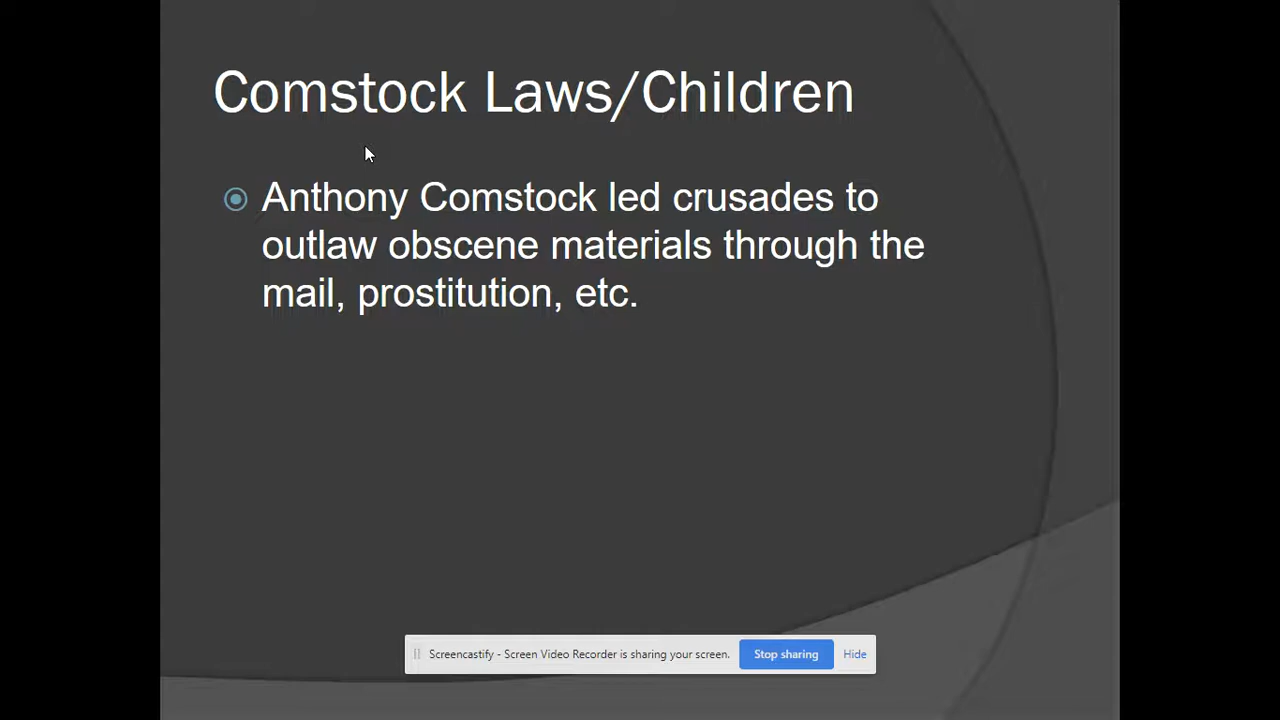 Comstock Laws/Children
Anthony Comstock led crusades to
outlaw obscene materials through the
mail, prostitution, etc.
Screencastify - Screen Video Recorder is sharing your screen. Stop sharing Hide